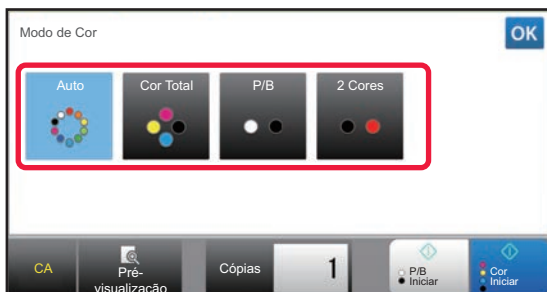 Modo de Cor
OK
Auto
Cor Total
P/B
2 Cores
CA
Pré-
visualização
Cópias
1
P/B
Iniciar
Cor
Iniciar